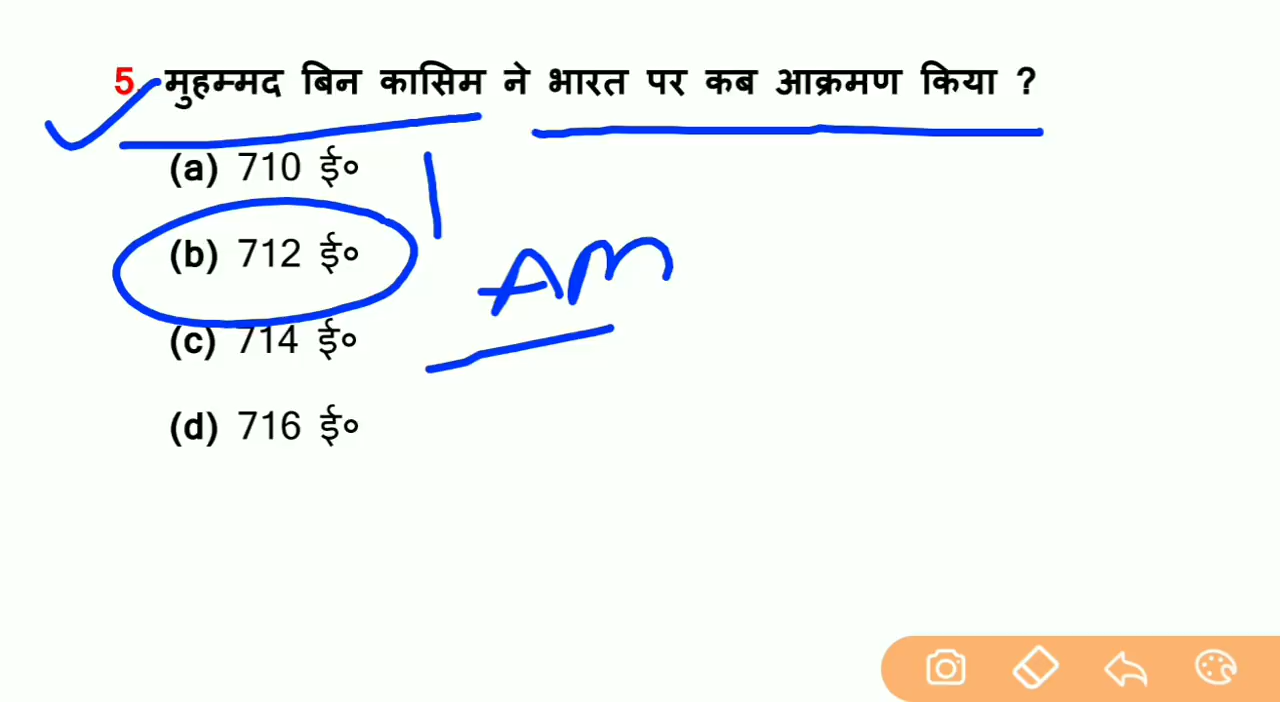 5. मुहम्मद बिन कासिम ने भारत पर कब आक्रमण किया ?
(a) 710 ई०
(b) 712 ई०
AM
(c) 714 ई०
(d) 716 ई०